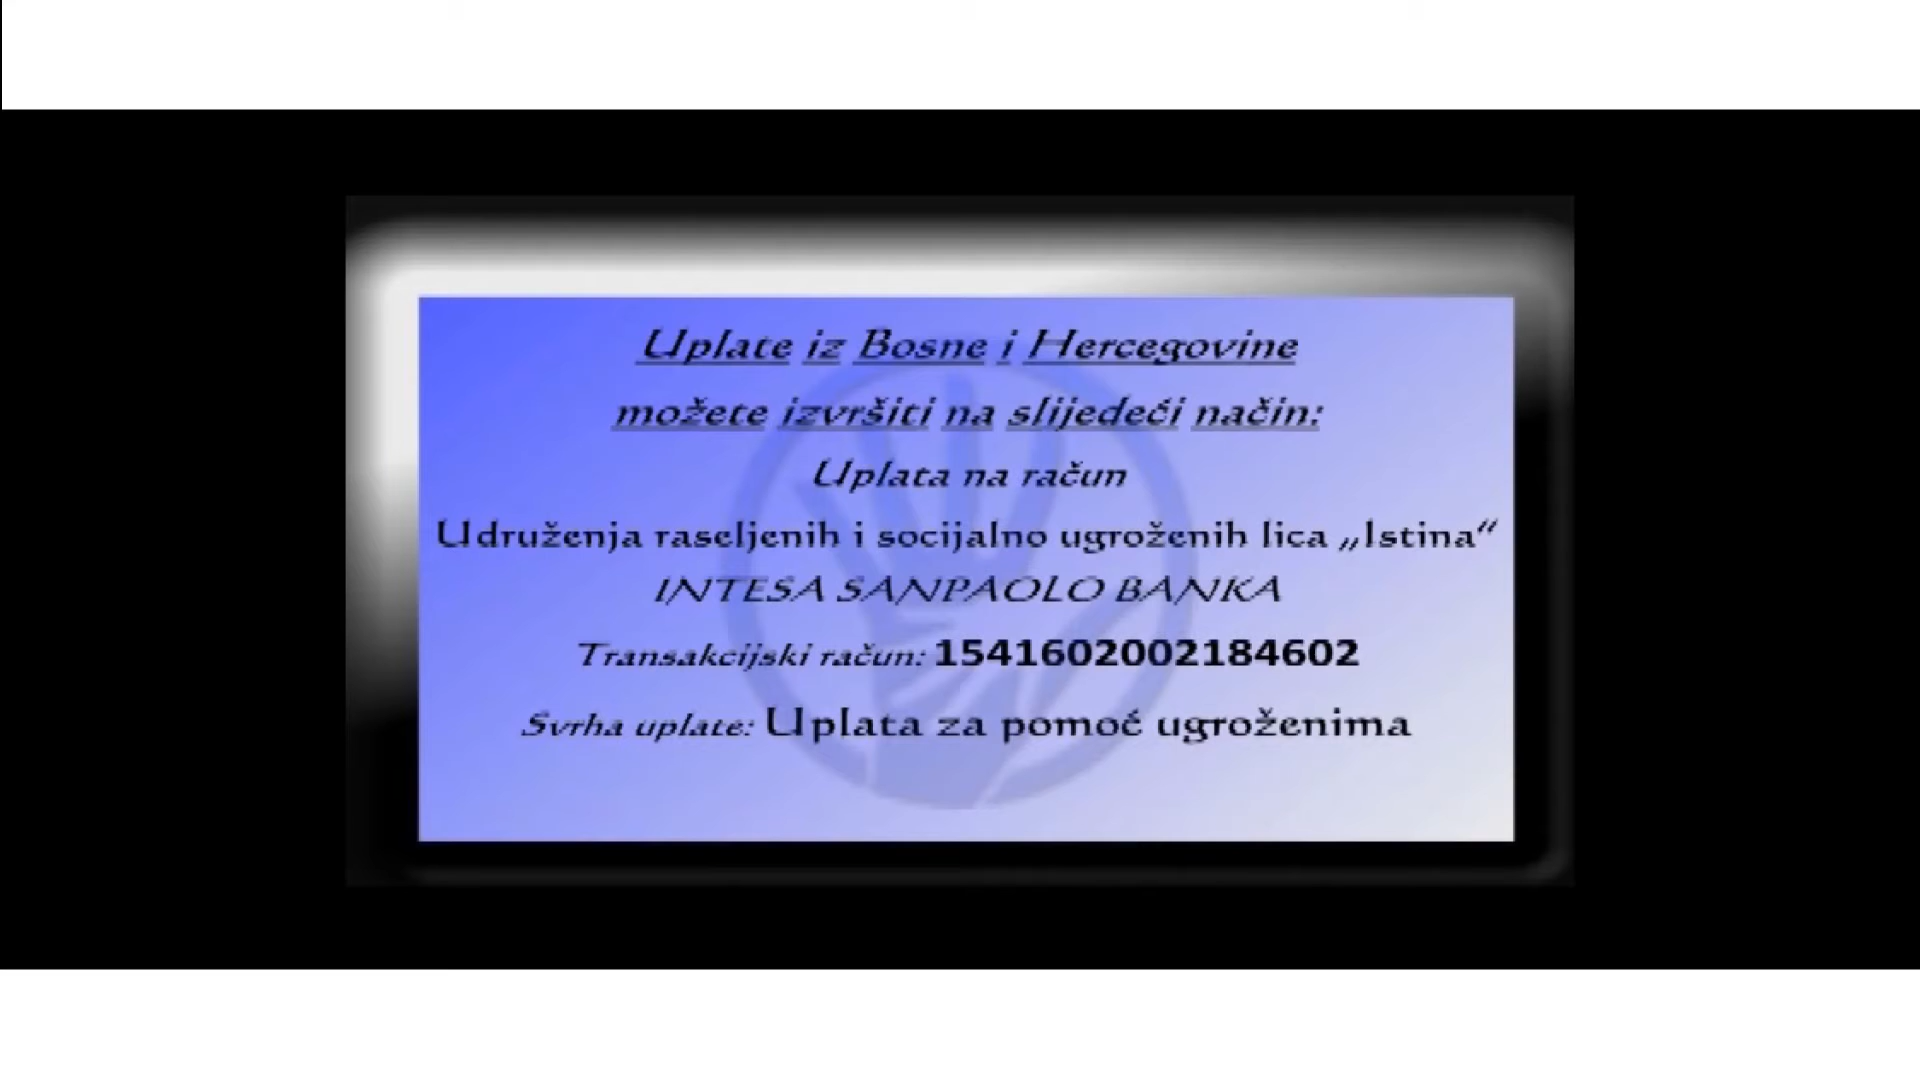 Uplate iz Bosne i Hercegovine
možete izvršiti na slijedeći način:
Uplata na račun
Udruženja raseljenih i socijalno ugroženih lica „Istina“
INTESA SANPAOLO BANKA
Transakcijski račun: 1541602002184602
Svrha uplate: Uplata za pomoć ugroženima